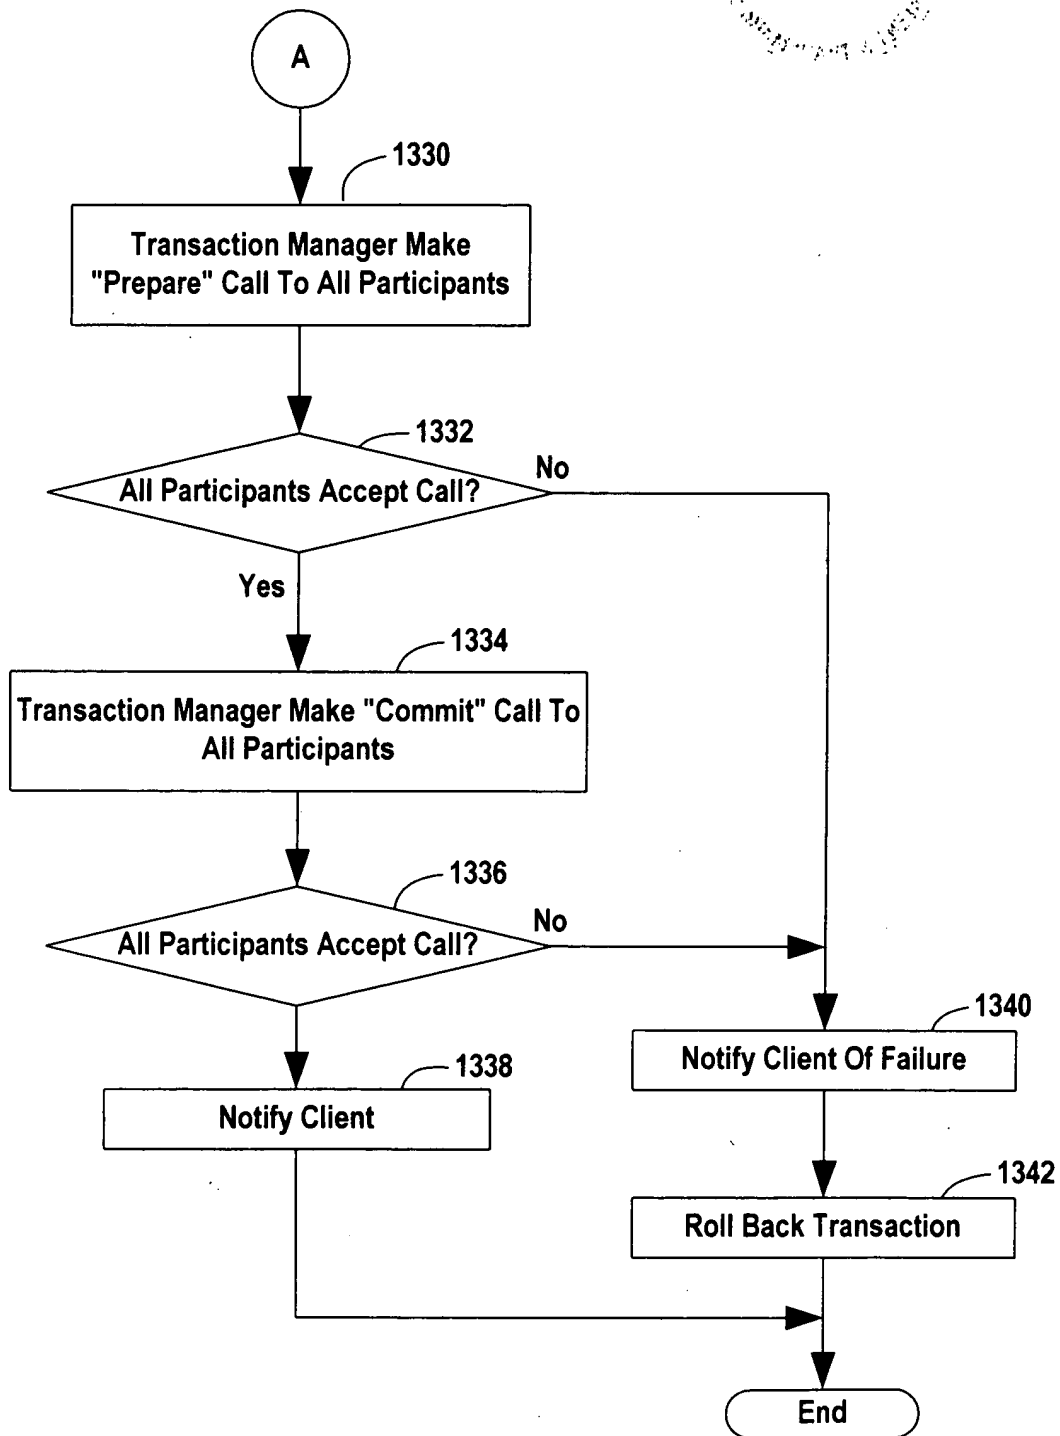 A
1330
Transaction Manager Make
"Prepare" Call To All Participants
1332
All Participants Accept Call?
No
Yes
1334
Transaction Manager Make "Commit" Call To
All Participants
1336
All Participants Accept Call?
No
1338
Notify Client
1340
Notify Client Of Failure
1342
Roll Back Transaction
End